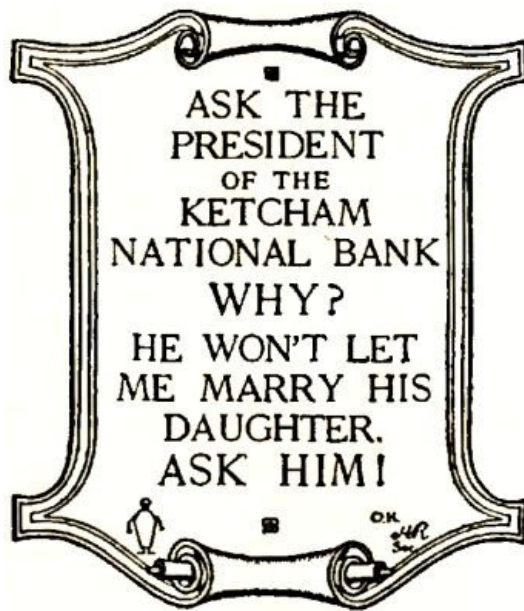 ASK THE
PRESIDENT
OF THE
KETCHAM
NATIONAL BANK
WHY?
HE WON'T LET
ME MARRY HIS
DAUGHTER.
ASK HIM!
O.K.